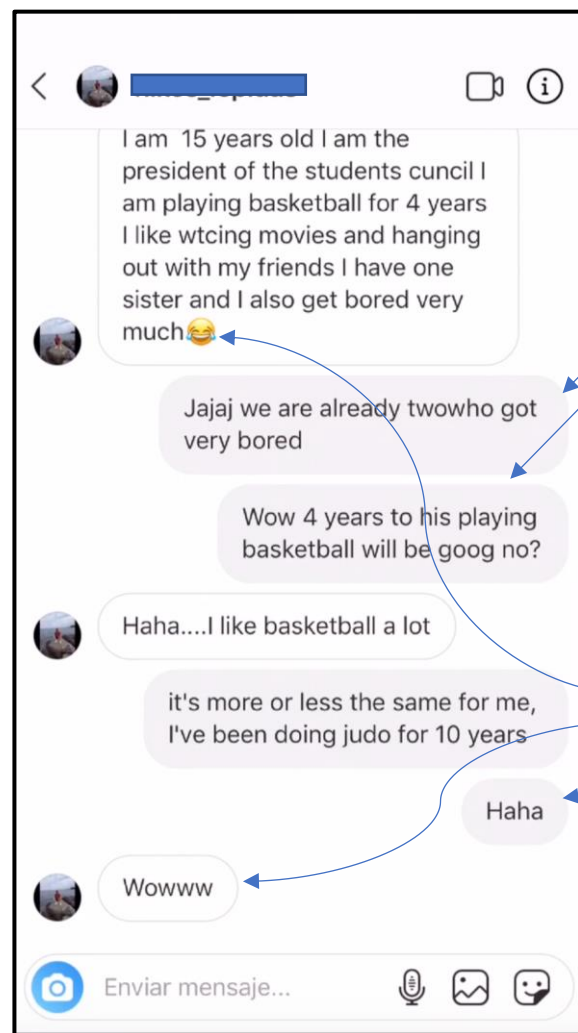 I am 15 years old I am the
president of the students cuncil I
am playing basketball for 4 years
I like wtcing movies and hanging
out with my friends I have one
sister and I also get bored very
much😂
Jajaj we are already twowho got
very bored
Wow 4 years to his playing
basketball will be goog no?
Haha....I like basketball a lot
it's more or less the same for me,
I've been doing judo for 10 years
Haha
Wowww
Enviar mensaje...